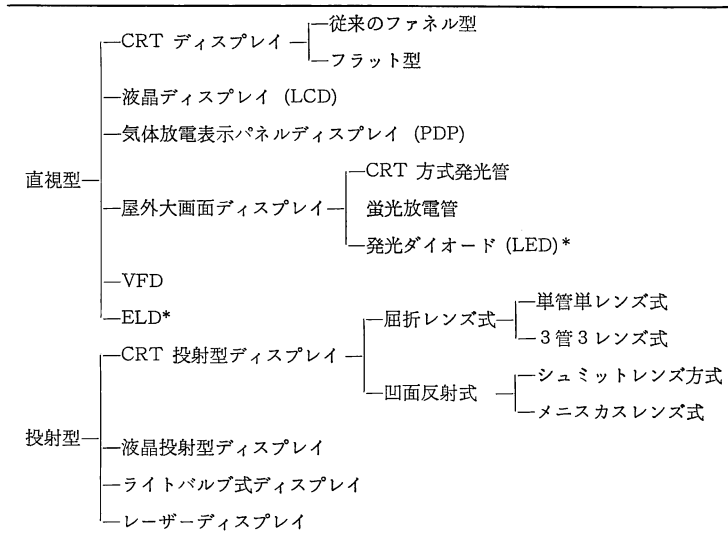 CRT ディスプレイ
従来のファネル型
フラット型
液晶ディスプレイ (LCD)
気体放電表示パネルディスプレイ (PDP)
直視型
屋外大画面ディスプレイ
CRT 方式発光管
蛍光放電管
発光ダイオード (LED)*
VFD
ELD*
投射型
CRT 投射型ディスプレイ
屈折レンズ式
単管単レンズ式
3管3レンズ式
凹面反射式
シュミットレンズ方式
メニスカスレンズ式
液晶投射型ディスプレイ
ライトバルブ式ディスプレイ
レーザーディスプレイ